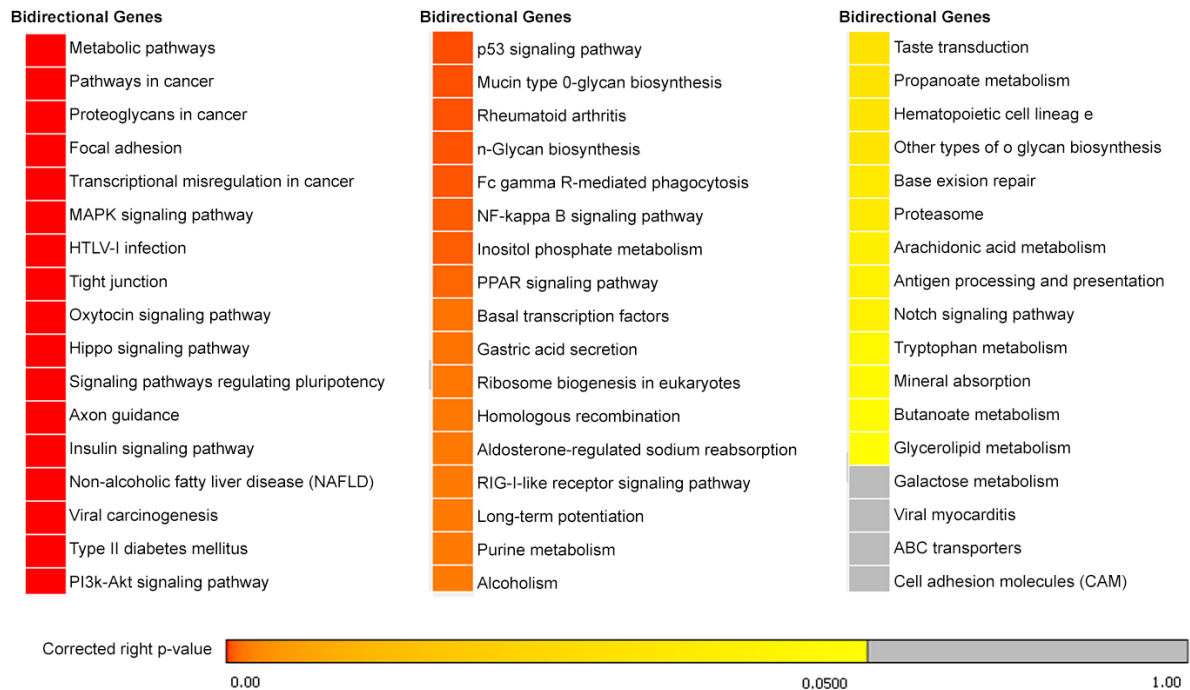 Bidirectional Genes
Metabolic pathways
Pathways in cancer
Proteoglycans in cancer
Focal adhesion
Transcriptional misregulation in cancer
MAPK signaling pathway
HTLV-I infection
Tight junction
Oxytocin signaling pathway
Hippo signaling pathway
Signaling pathways regulating pluripotency
Axon guidance
Insulin signaling pathway
Non-alcoholic fatty liver disease (NAFLD)
Viral carcinogenesis
Type II diabetes mellitus
PI3k-Akt signaling pathway
Bidirectional Genes
p53 signaling pathway
Mucin type 0-glycan biosynthesis
Rheumatoid arthritis
n-Glycan biosynthesis
Fc gamma R-mediated phagocytosis
NF-kappa B signaling pathway
Inositol phosphate metabolism
PPAR signaling pathway
Basal transcription factors
Gastric acid secretion
Ribosome biogenesis in eukaryotes
Homologous recombination
Aldosterone-regulated sodium reabsorption
RIG-I-like receptor signaling pathway
Long-term potentiation
Purine metabolism
Alcoholism
Bidirectional Genes
Taste transduction
Propanoate metabolism
Hematopoietic cell lineag e
Other types of o glycan biosynthesis
Base exision repair
Proteasome
Arachidonic acid metabolism
Antigen processing and presentation
Notch signaling pathway
Tryptophan metabolism
Mineral absorption
Butanoate metabolism
Glycerolipid metabolism
Galactose metabolism
Viral myocarditis
ABC transporters
Cell adhesion molecules (CAM)
Corrected right p-value
0.00 0.0500 1.00